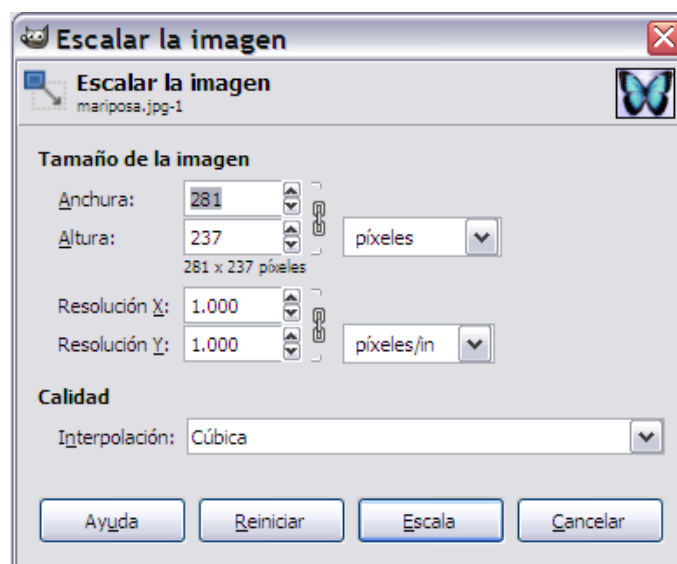 Escalar la imagen
Escalar la imagen
mariposa.jpg-1
Tamaño de la imagen
Anchura: 281
Altura: 237 píxeles
281 x 237 píxeles
Resolución X: 1.000
Resolución Y: 1.000 píxeles/in
Calidad
Interpolación: Cúbica
Ayuda Reiniciar Escala Cancelar